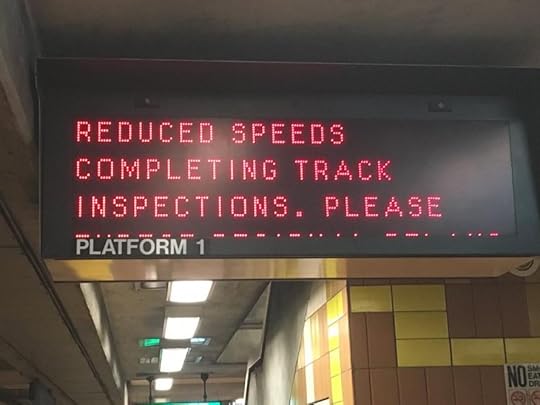 REDUCED SPEEDS
COMPLETING TRACK
INSPECTIONS. PLEASE
PLATFORM 1
NO